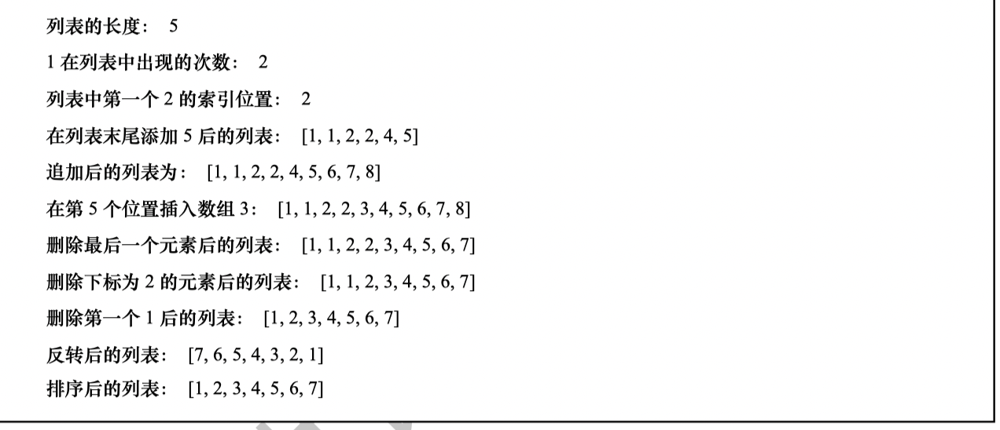 列表的长度： 5
1 在列表中出现的次数： 2
列表中第一个 2 的索引位置： 2
在列表末尾添加 5 后的列表： [1, 1, 2, 2, 4, 5]
追加后的列表为： [1, 1, 2, 2, 4, 5, 6, 7, 8]
在第 5 个位置插入数组 3： [1, 1, 2, 2, 3, 4, 5, 6, 7, 8]
删除最后一个元素后的列表： [1, 1, 2, 2, 3, 4, 5, 6, 7]
删除下标为 2 的元素后的列表： [1, 1, 2, 3, 4, 5, 6, 7]
删除第一个 1 后的列表： [1, 2, 3, 4, 5, 6, 7]
反转后的列表： [7, 6, 5, 4, 3, 2, 1]
排序后的列表： [1, 2, 3, 4, 5, 6, 7]